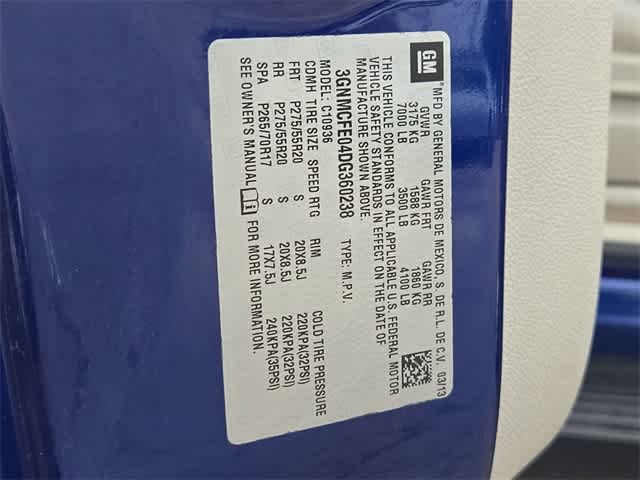 GM
MFD BY GENERAL MOTORS DE MEXICO, S. DE R.L. DE C.V. 03/13
GVWR GAWR FRT GAWR RR
3175 KG 1588 KG 1860 KG
7000 LB 3500 LB 4100 LB
THIS VEHICLE CONFORMS TO ALL APPLICABLE U.S. FEDERAL MOTOR
VEHICLE SAFETY STANDARDS IN EFFECT ON THE DATE OF
MANUFACTURE SHOWN ABOVE.
3GNMCFE04DG360238 TYPE: M.P.V.
MODEL: C10936
COMH TIRE SIZE SPEED RTG RIM COLD TIRE PRESSURE
FRT P275/55R20 S 20X8.5J 220KPA(32PSI)
RR P275/55R20 S 20X8.5J 220KPA(32PSI)
SPA P265/70R17 S 17X7.5J 240KPA(35PSI)
SEE OWNER'S MANUAL FOR MORE INFORMATION.